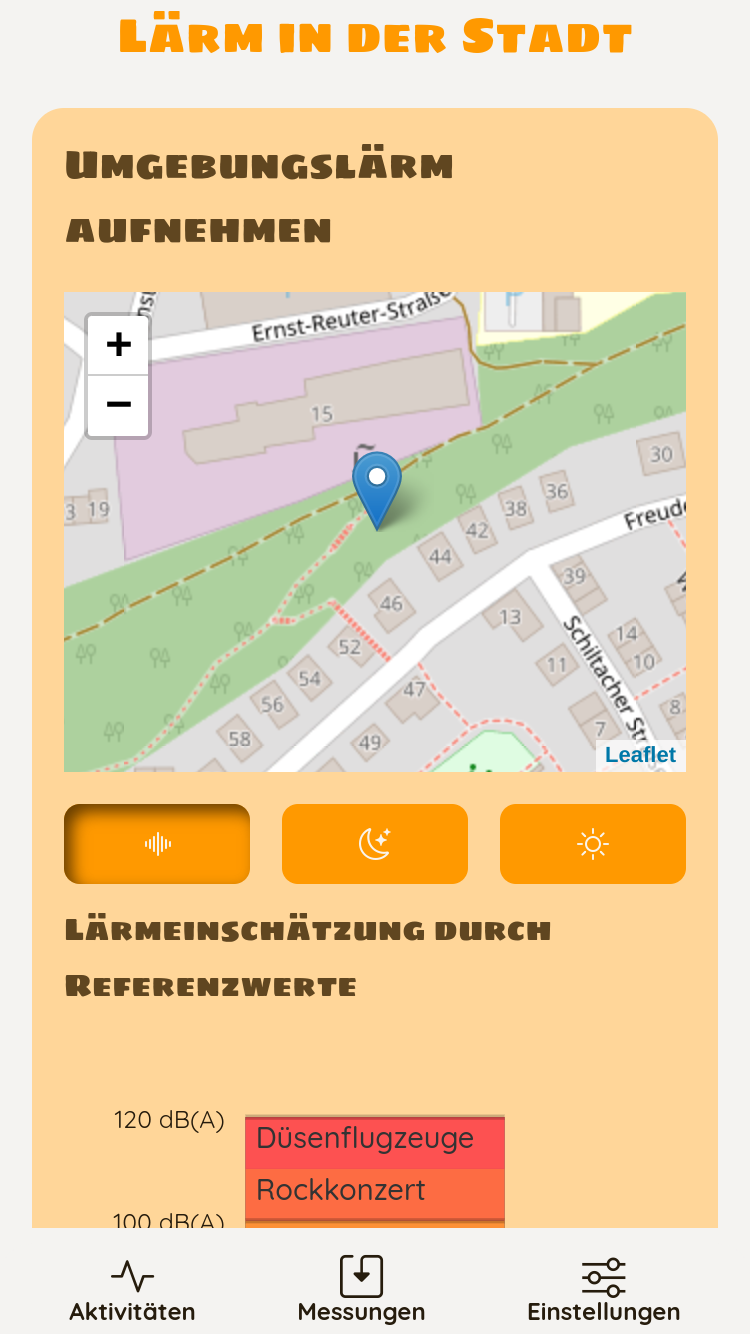 Lärm in der Stadt
Umgebungslärm
aufnehmen
Ernst-Reuter-Straße
+
−
15
30
3
19
36
38
42
44
Freude
39
46
13
14
52
10
11
54
47
56
8
7
58
49
Schiltacher Str
Leaflet
Lärmeinschätzung durch
Referenzwerte
120 dB(A)
Düsenflugzeuge
Rockkonzert
100 dB(A)
Aktivitäten
Messungen
Einstellungen